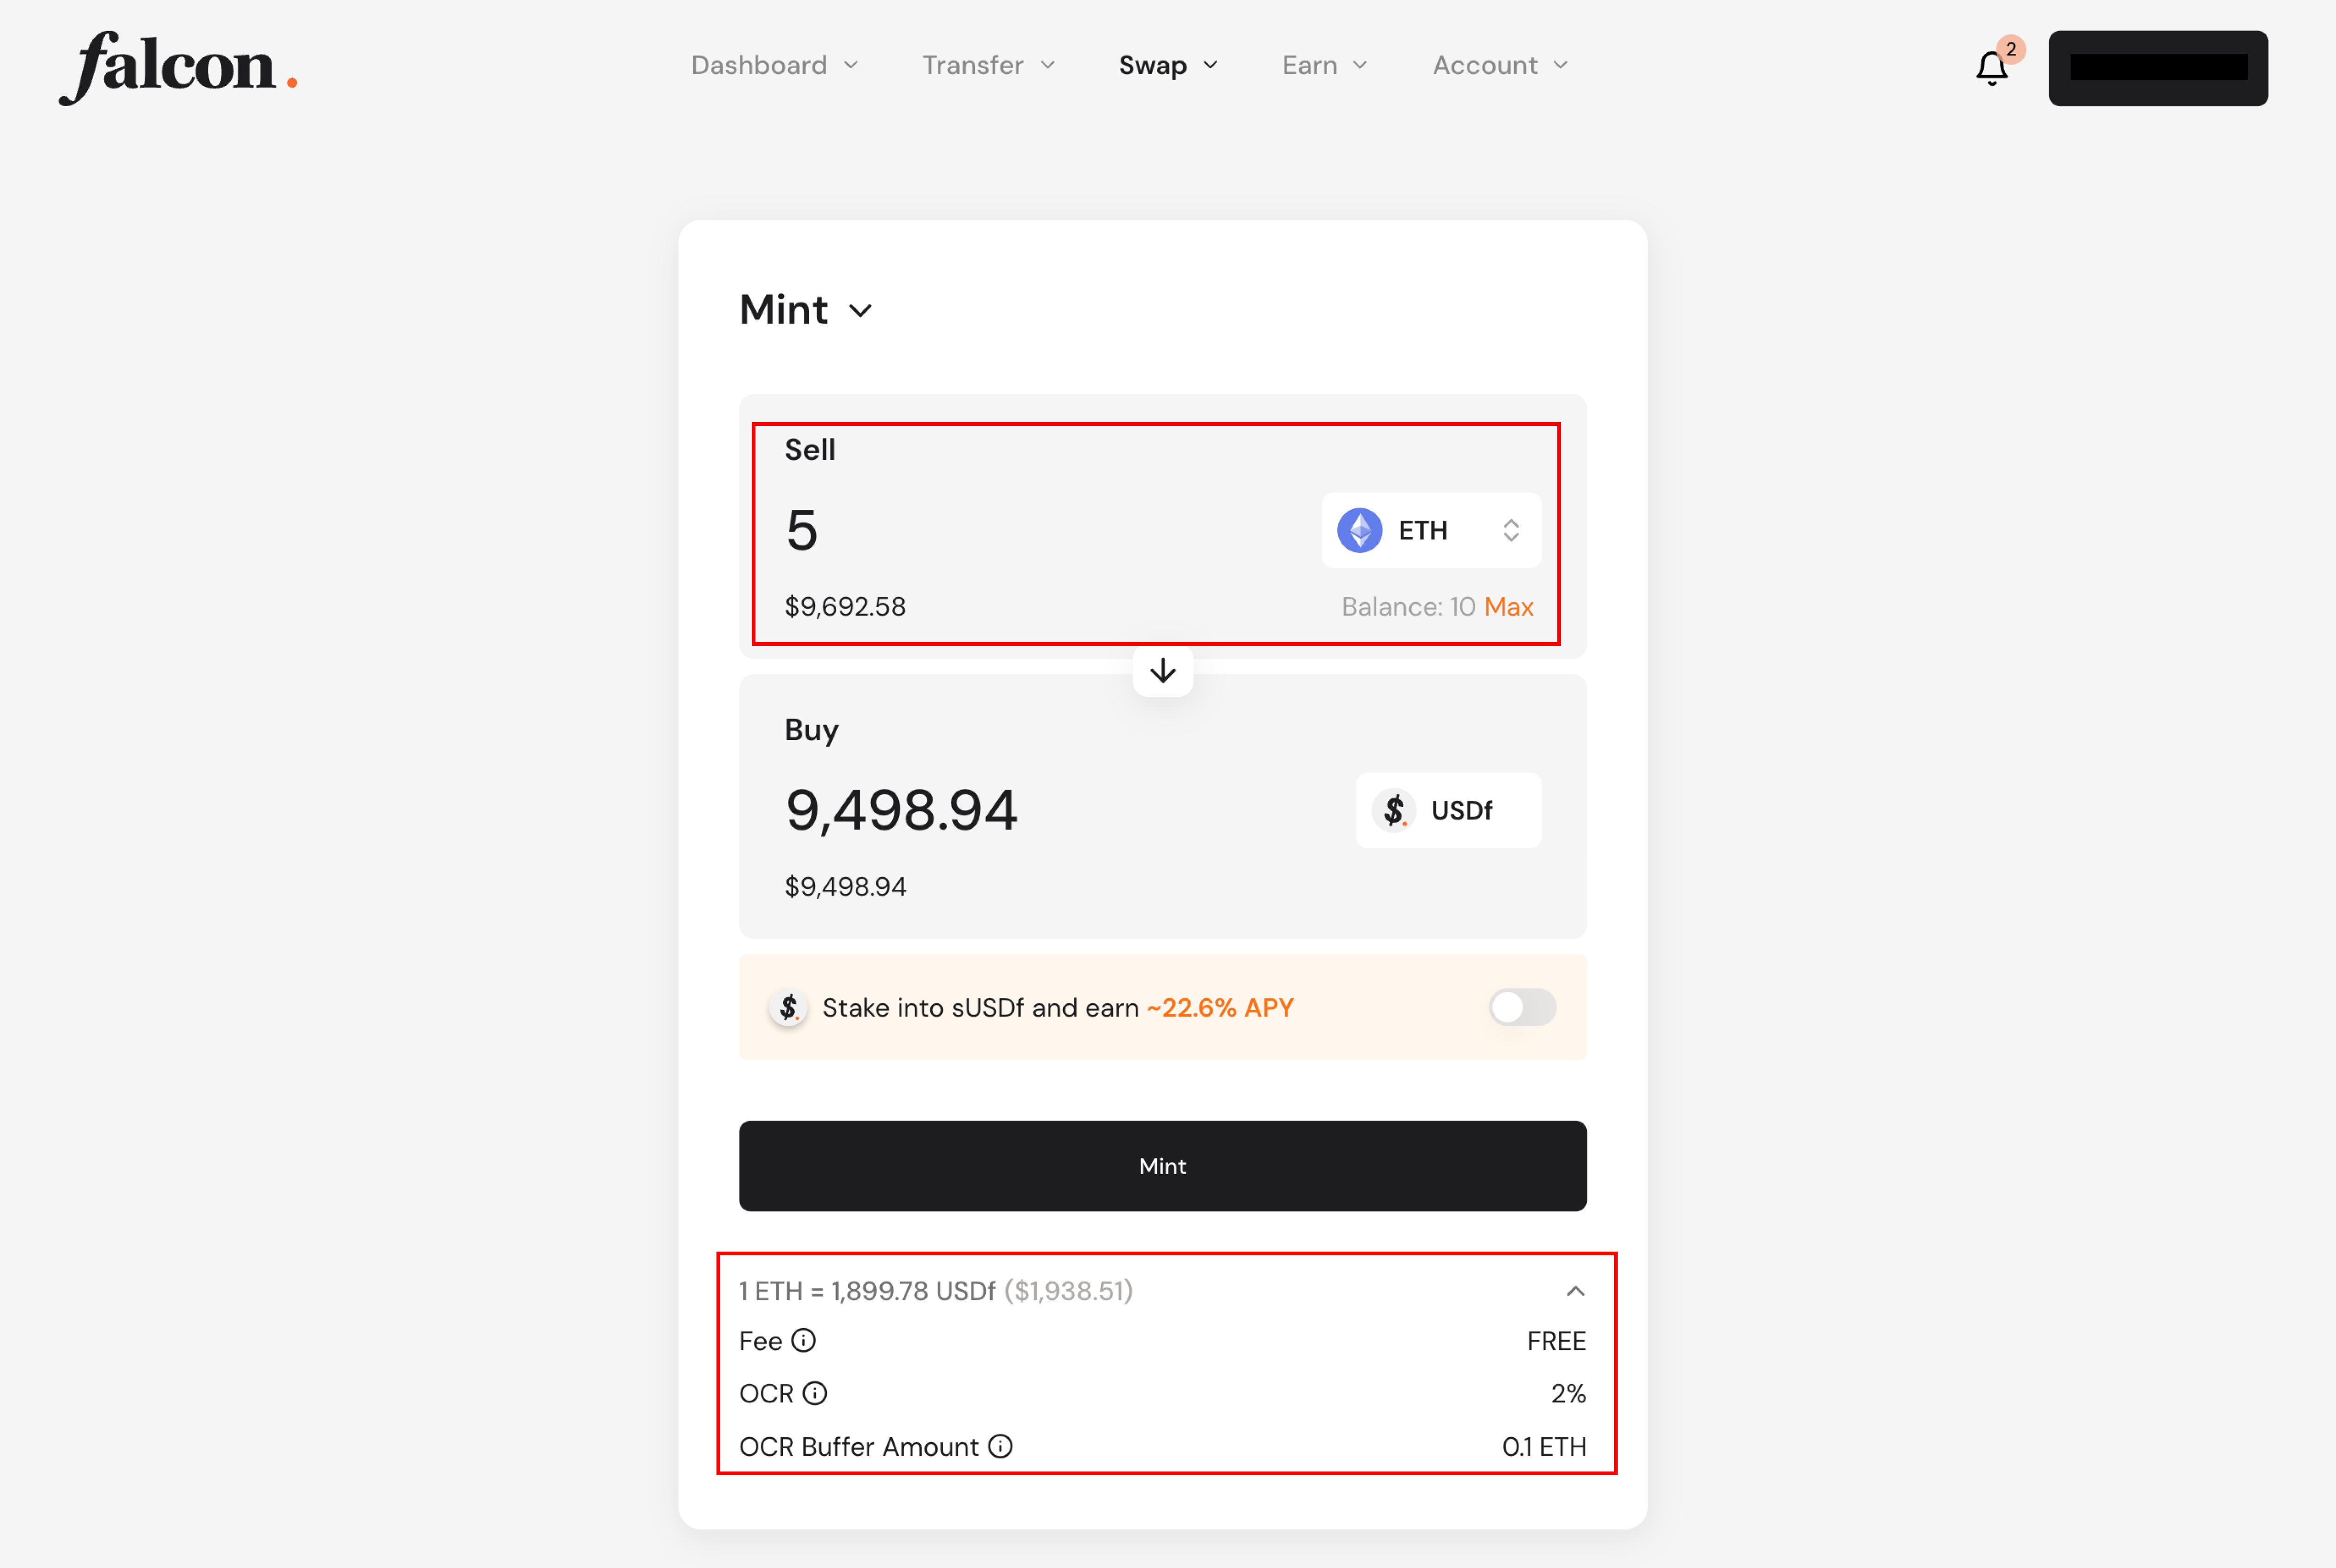 falcon.
Dashboard Transfer Swap Earn Account 2
Mint
Sell
5 ETH
$9,692.58 Balance: 10 Max
Buy
9,498.94 $. USDf
$9,498.94
$. Stake into sUSDf and earn ~22.6% APY
Mint
1 ETH = 1,899.78 USDf ($1,938.51)
Fee FREE
OCR 2%
OCR Buffer Amount 0.1 ETH